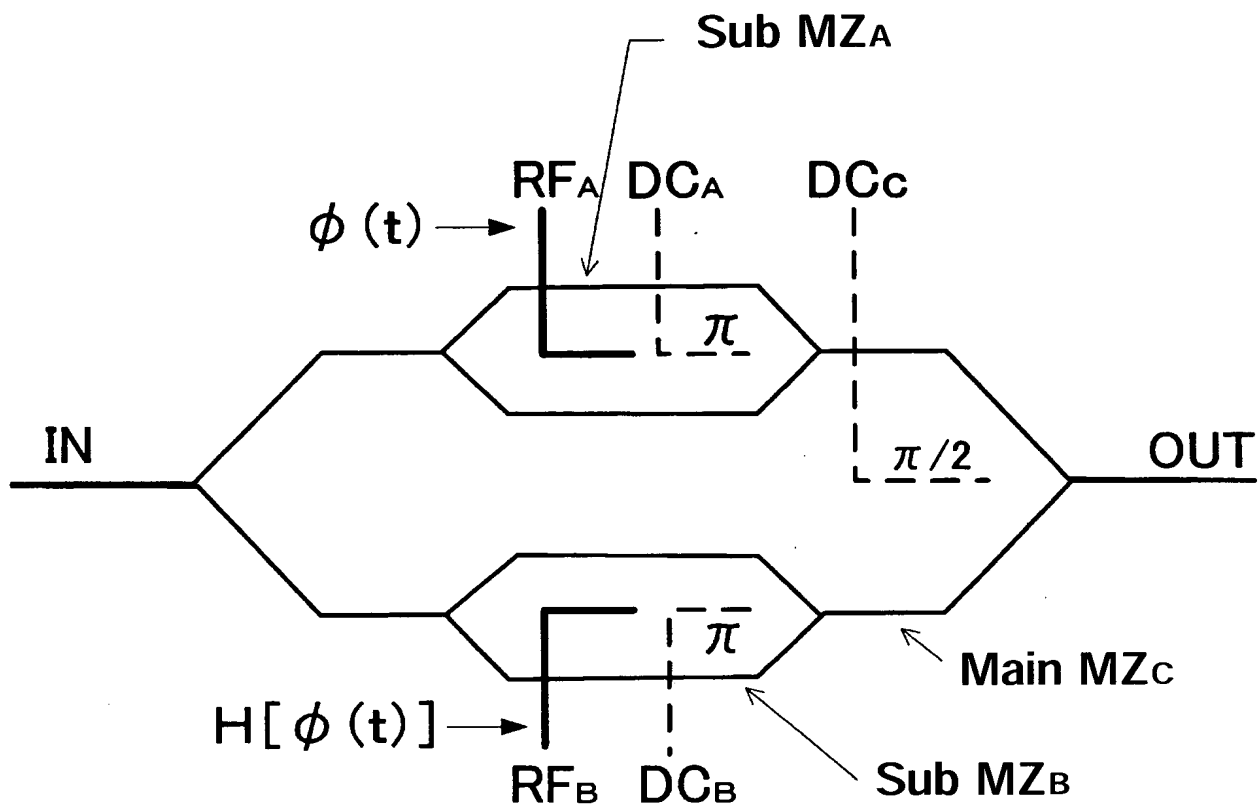 Sub MZA
RFA DCA DCC
φ(t)
π
IN
π/2
OUT
π
Main MZC
H[φ(t)]
Sub MZB
RFB DCB